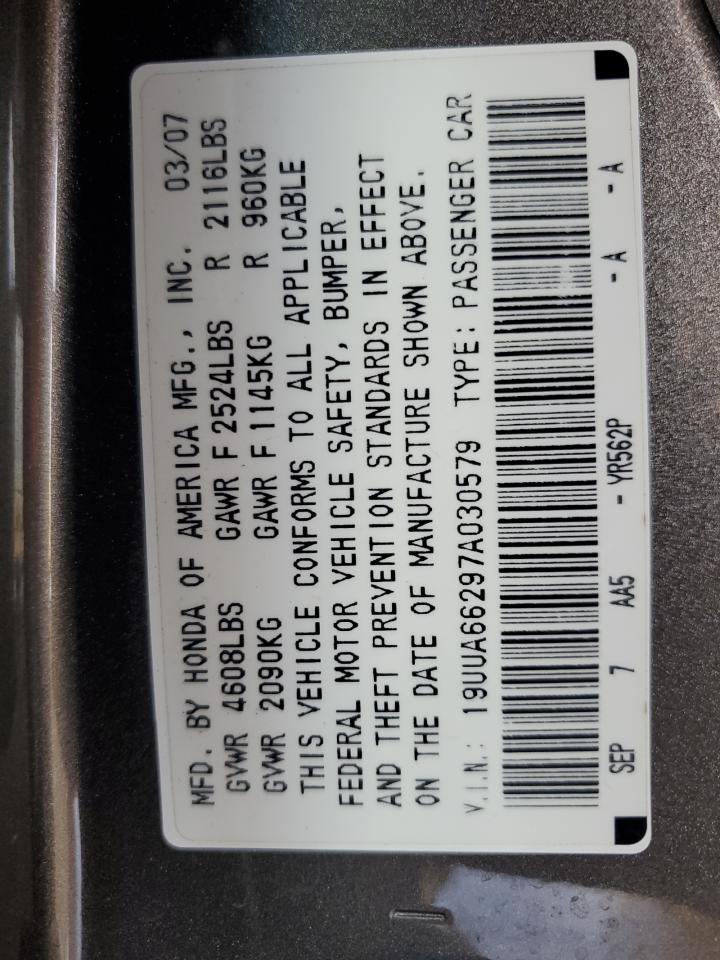 MFD. BY HONDA OF AMERICA MFG., INC. 03/07
GVWR 4608LBS GAWR F 2524LBS R 2116LBS
GVWR 2090KG GAWR F 1145KG R 960KG
THIS VEHICLE CONFORMS TO ALL APPLICABLE
FEDERAL MOTOR VEHICLE SAFETY, BUMPER,
AND THEFT PREVENTION STANDARDS IN EFFECT
ON THE DATE OF MANUFACTURE SHOWN ABOVE.
V.I.N.: 19UUA66297A030579 TYPE: PASSENGER CAR
SEP 7 AA5 - YR562P - A - A